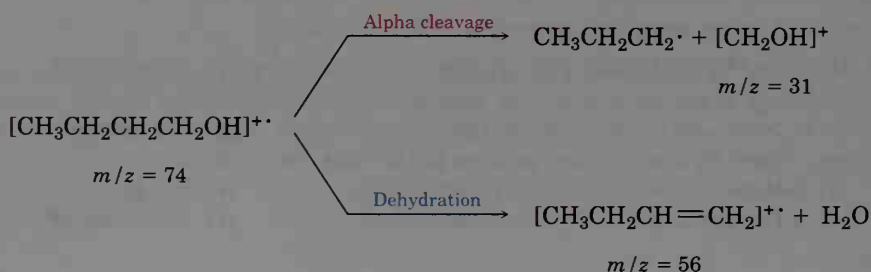 Alpha cleavage
CH₃CH₂CH₂· + [CH₂OH]⁺
m/z = 31
[CH₃CH₂CH₂CH₂OH]⁺·
m/z = 74
Dehydration
[CH₃CH₂CH=CH₂]⁺· + H₂O
m/z = 56